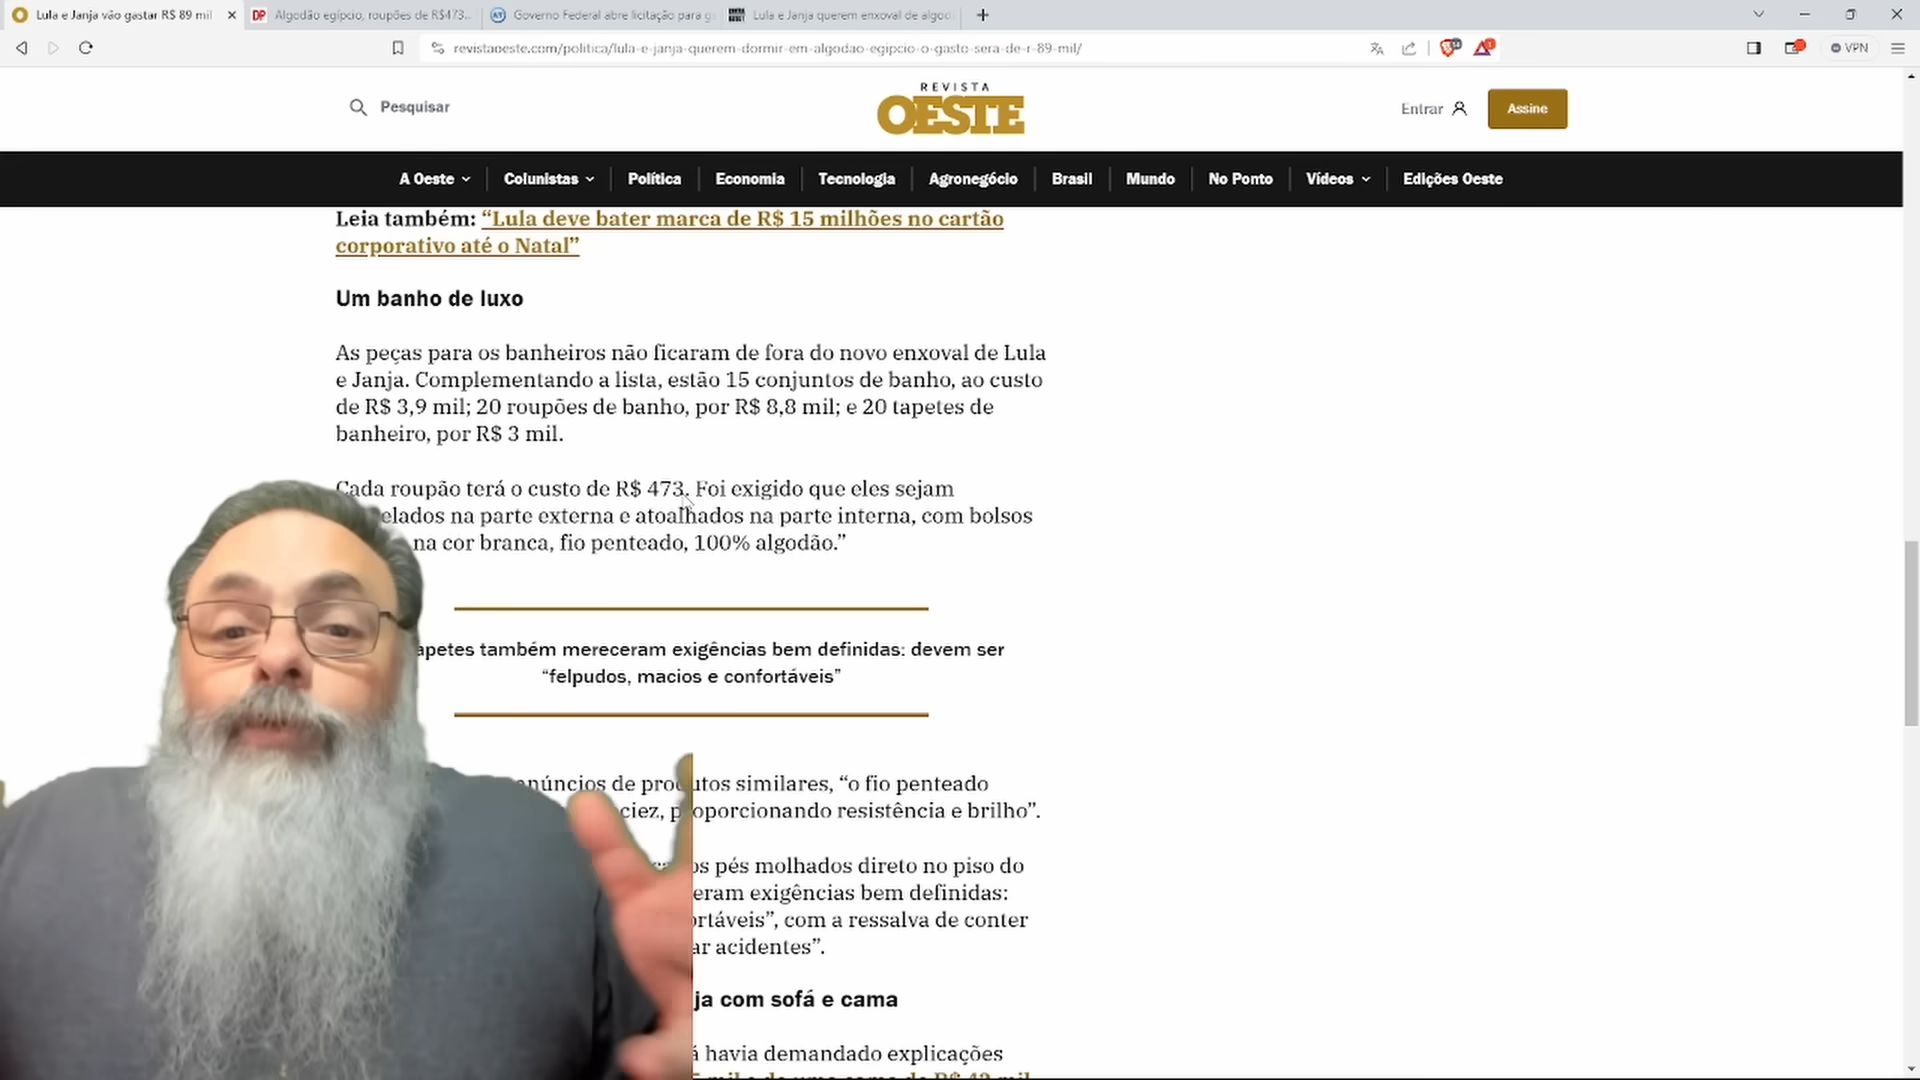 Lula e Janja vão gastar R$ 89 mil
Algodão egípcio, roupões de R$473..
Governo Federal abre licitação para g
Lula e Janja querem enxoval de algod
revistaoeste.com/politica/lula-e-janja-querem-dormir-em-algodao-egipcio-o-gasto-sera-de-r-89-mil/
VPN
Pesquisar
REVISTA
OESTE
Entrar
Assine
A Oeste
Colunistas
Política
Economia
Tecnologia
Agronegócio
Brasil
Mundo
No Ponto
Vídeos
Edições Oeste
Leia também: “Lula deve bater marca de R$ 15 milhões no cartão
corporativo até o Natal”
Um banho de luxo
As peças para os banheiros não ficaram de fora do novo enxoval de Lula
e Janja. Complementando a lista, estão 15 conjuntos de banho, ao custo
de R$ 3,9 mil; 20 roupões de banho, por R$ 8,8 mil; e 20 tapetes de
banheiro, por R$ 3 mil.
Cada roupão terá o custo de R$ 473. Foi exigido que eles sejam
elados na parte externa e atoalhados na parte interna, com bolsos
na cor branca, fio penteado, 100% algodão.”
apetes também mereceram exigências bem definidas: devem ser
“felpudos, macios e confortáveis”
núncios de produtos similares, “o fio penteado
ciez, proporcionando resistência e brilho”.
os pés molhados direto no piso do
eram exigências bem definidas:
ortáveis”, com a ressalva de conter
ar acidentes”.
ja com sofá e cama
á havia demandado explicações